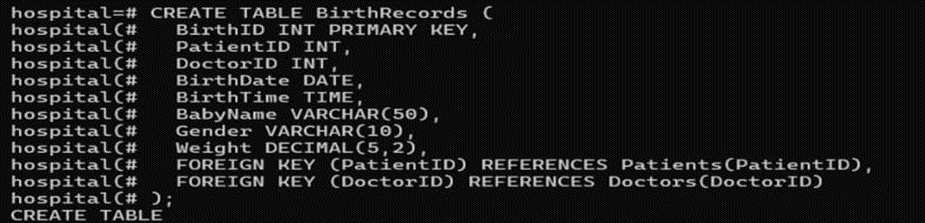 hospital=# CREATE TABLE BirthRecords (
hospital(#   BirthID INT PRIMARY KEY,
hospital(#   PatientID INT,
hospital(#   DoctorID INT,
hospital(#   BirthDate DATE,
hospital(#   BirthTime TIME,
hospital(#   BabyName VARCHAR(50),
hospital(#   Gender VARCHAR(10),
hospital(#   Weight DECIMAL(5,2),
hospital(#   FOREIGN KEY (PatientID) REFERENCES Patients(PatientID),
hospital(#   FOREIGN KEY (DoctorID) REFERENCES Doctors(DoctorID)
hospital(# );
CREATE TABLE